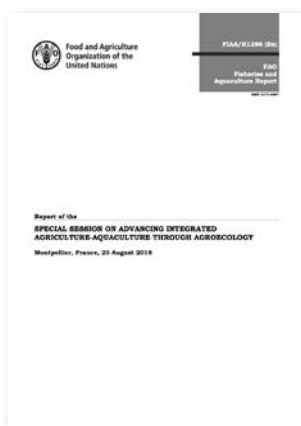 Food and Agriculture
Organization of the
United Nations
FIAA/R1286 (En)
FAO
Fisheries and
Aquaculture Report
Report of the
SPECIAL SESSION ON ADVANCING INTEGRATED
AGRICULTURE-AQUACULTURE THROUGH AGROECOLOGY
Montpellier, France, 25 August 2018